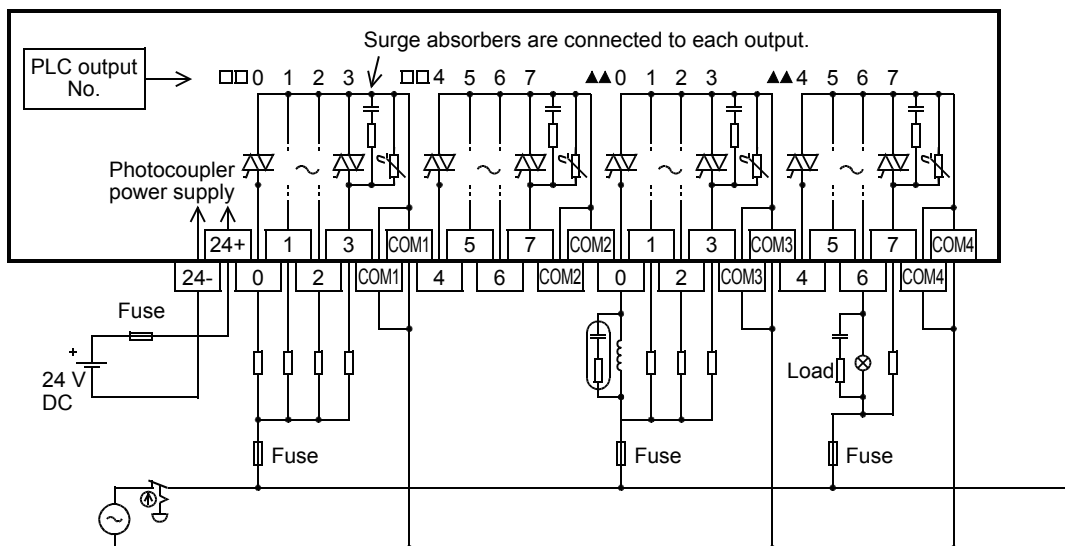 Surge absorbers are connected to each output.
PLC output
No.
□□ 0 1 2 3 □□ 4 5 6 7 ▲▲ 0 1 2 3 ▲▲ 4 5 6 7
Photocoupler
power supply
24+ 1 3 COM1 5 7 COM2 1 3 COM3 5 7 COM4
24- 0 2 COM1 4 6 COM2 0 2 COM3 4 6 COM4
Fuse
+
24 V
DC
Load
Fuse Fuse Fuse